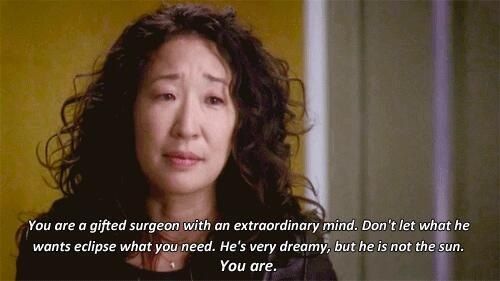 You are a gifted surgeon with an extraordinary mind. Don't let what he
wants eclipse what you need. He's very dreamy, but he is not the sun.
You are.